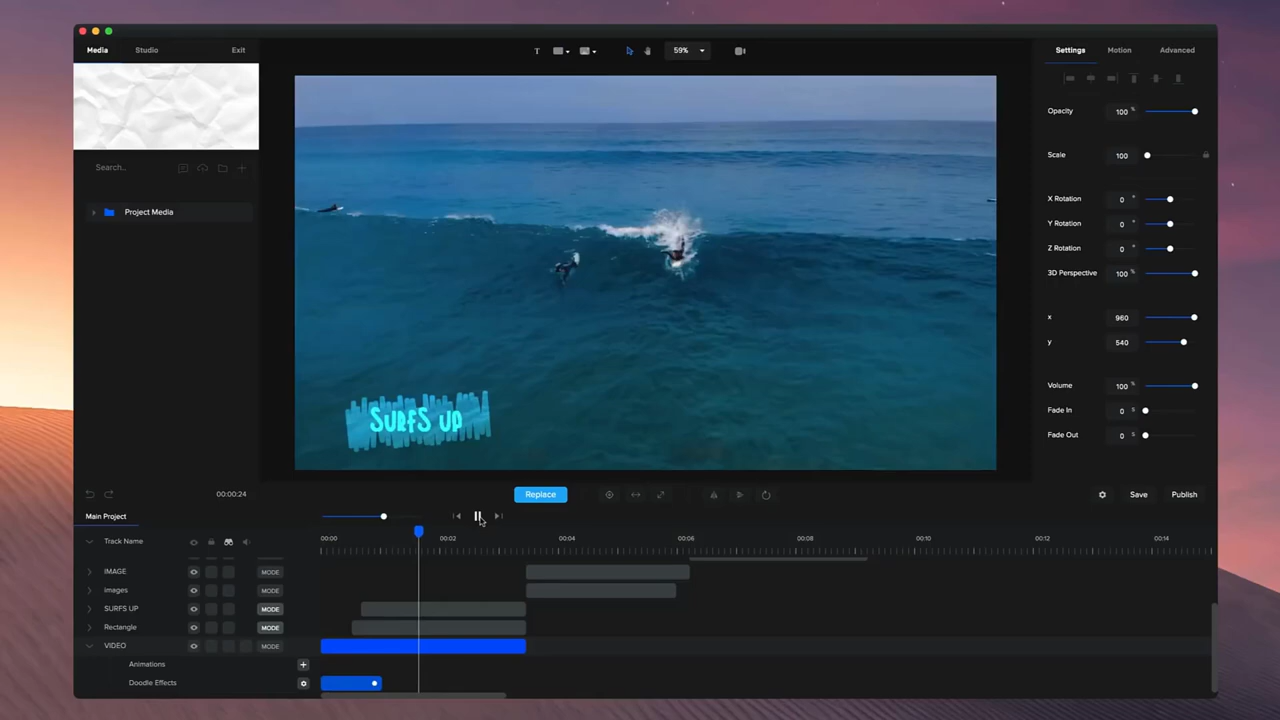 Media Studio Exit
59%
Settings Motion Advanced
Search..
Project Media
Opacity 100 %
Scale 100
X Rotation 0 °
Y Rotation 0 °
Z Rotation 0 °
3D Perspective 100 %
x 960
y 540
Volume 100 %
Fade In 0 s
Fade Out 0 s
SURFS UP
00:00:24
Replace
Save Publish
Main Project
Track Name
00:00 00:02 00:04 00:06 00:08 00:10 00:12 00:14
IMAGE MODE
images MODE
SURFS UP MODE
Rectangle MODE
VIDEO MODE
Animations
Doodle Effects